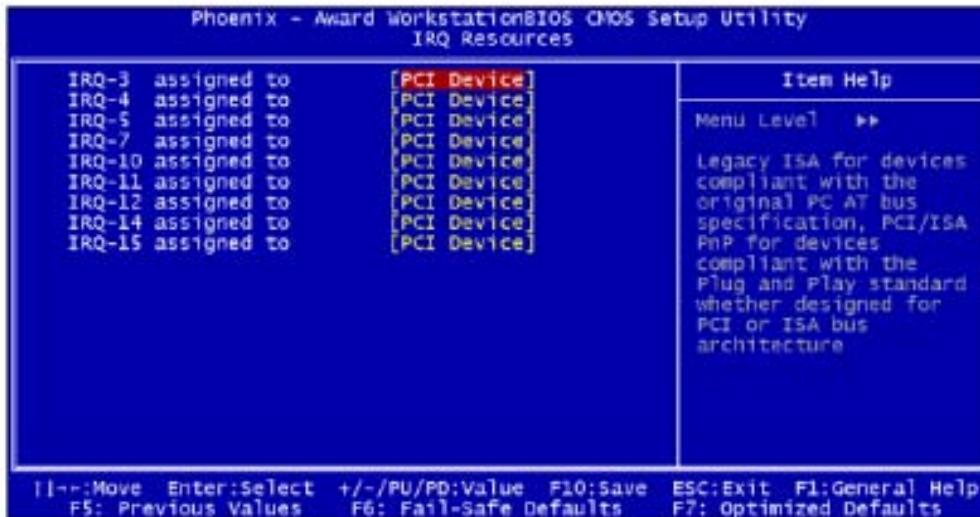 Phoenix - Award WorkstationBIOS CMOS Setup Utility
IRQ Resources
IRQ-3 assigned to [PCI Device]
IRQ-4 assigned to [PCI Device]
IRQ-5 assigned to [PCI Device]
IRQ-7 assigned to [PCI Device]
IRQ-10 assigned to [PCI Device]
IRQ-11 assigned to [PCI Device]
IRQ-12 assigned to [PCI Device]
IRQ-14 assigned to [PCI Device]
IRQ-15 assigned to [PCI Device]
Item Help
Menu Level ▸▸
Legacy ISA for devices
compliant with the
original PC AT bus
specification, PCI/ISA
PnP for devices
compliant with the
Plug and Play standard
whether designed for
PCI or ISA bus
architecture
:Move Enter:Select +/-/PU/PD:Value F10:Save ESC:Exit F1:General Help
F5: Previous Values F6: Fail-Safe Defaults F7: Optimized Defaults